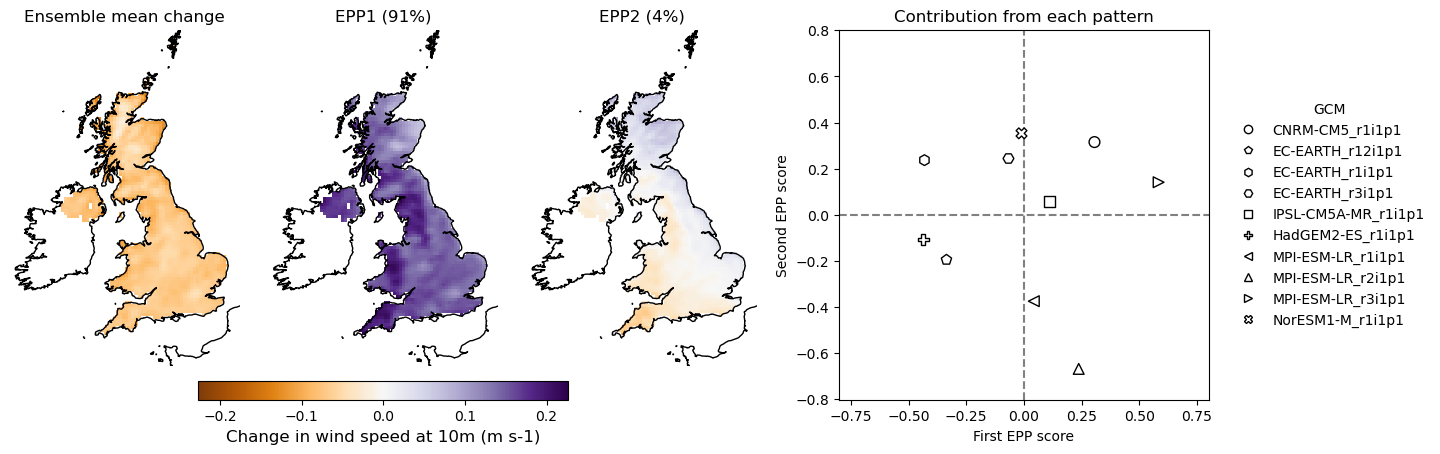 Ensemble mean change
EPP1 (91%)
EPP2 (4%)
Contribution from each pattern
0.8
0.6
0.4
0.2
0.0
−0.2
−0.4
−0.6
−0.8
Second EPP score
−0.75
−0.50
−0.25
0.00
0.25
0.50
0.75
First EPP score
GCM
CNRM-CM5_r1i1p1
EC-EARTH_r12i1p1
EC-EARTH_r1i1p1
EC-EARTH_r3i1p1
IPSL-CM5A-MR_r1i1p1
HadGEM2-ES_r1i1p1
MPI-ESM-LR_r1i1p1
MPI-ESM-LR_r2i1p1
MPI-ESM-LR_r3i1p1
NorESM1-M_r1i1p1
−0.2
−0.1
0.0
0.1
0.2
Change in wind speed at 10m (m s-1)